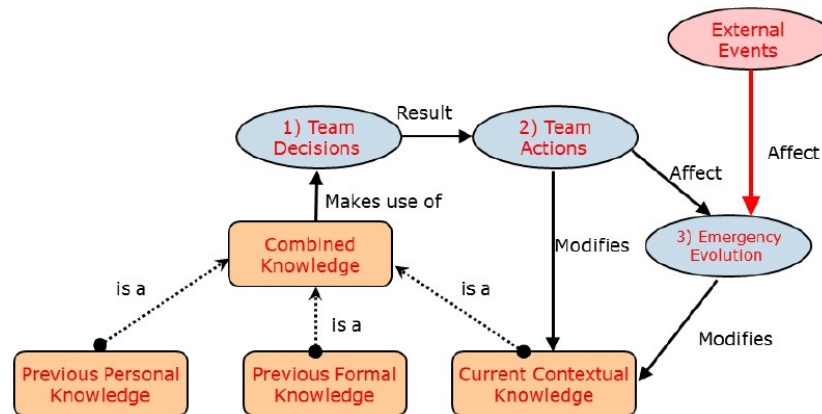 External
Events
1) Team
Decisions
Result
2) Team
Actions
Affect
Affect
Makes use of
Combined
Knowledge
Modifies
3) Emergency
Evolution
is a
is a
is a
Modifies
Previous Personal
Knowledge
Previous Formal
Knowledge
Current Contextual
Knowledge